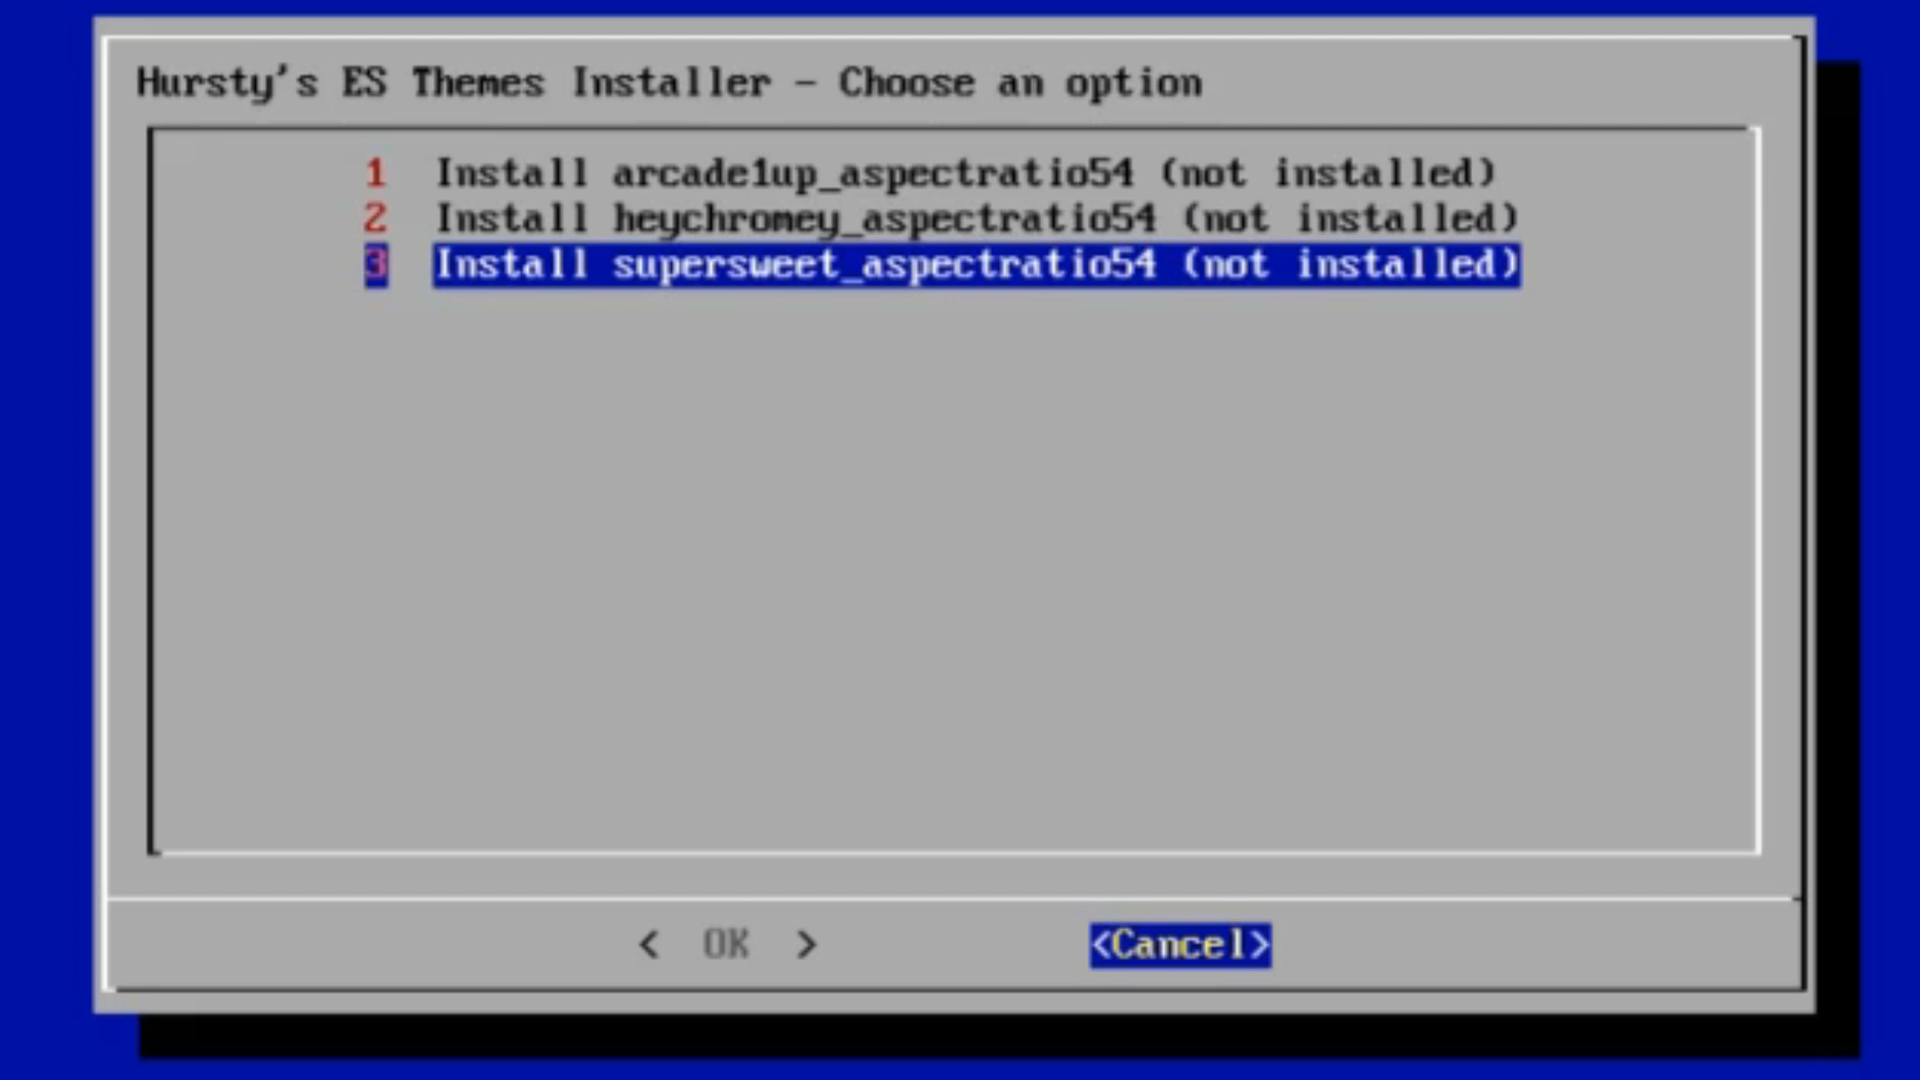 Hursty's ES Themes Installer - Choose an option
1 Install arcade1up_aspectratio54 (not installed)
2 Install heychromey_aspectratio54 (not installed)
3 Install supersweet_aspectratio54 (not installed)
< OK > <Cancel>